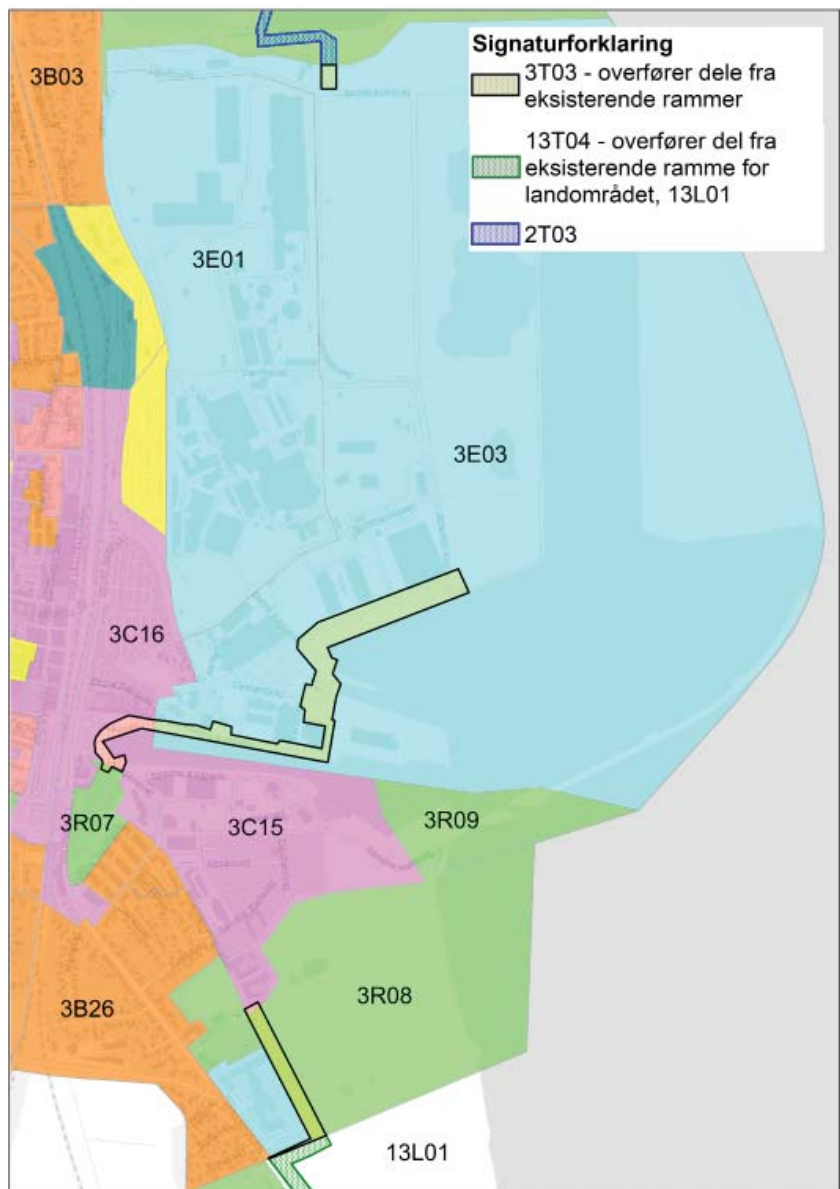 3B03
Signaturforklaring
3T03 - overfører dele fra
eksisterende rammer
13T04 - overfører del fra
eksisterende ramme for
landområdet, 13L01
2T03
3E01
3E03
3C16
3R07
3C15
3R09
3B26
3R08
13L01